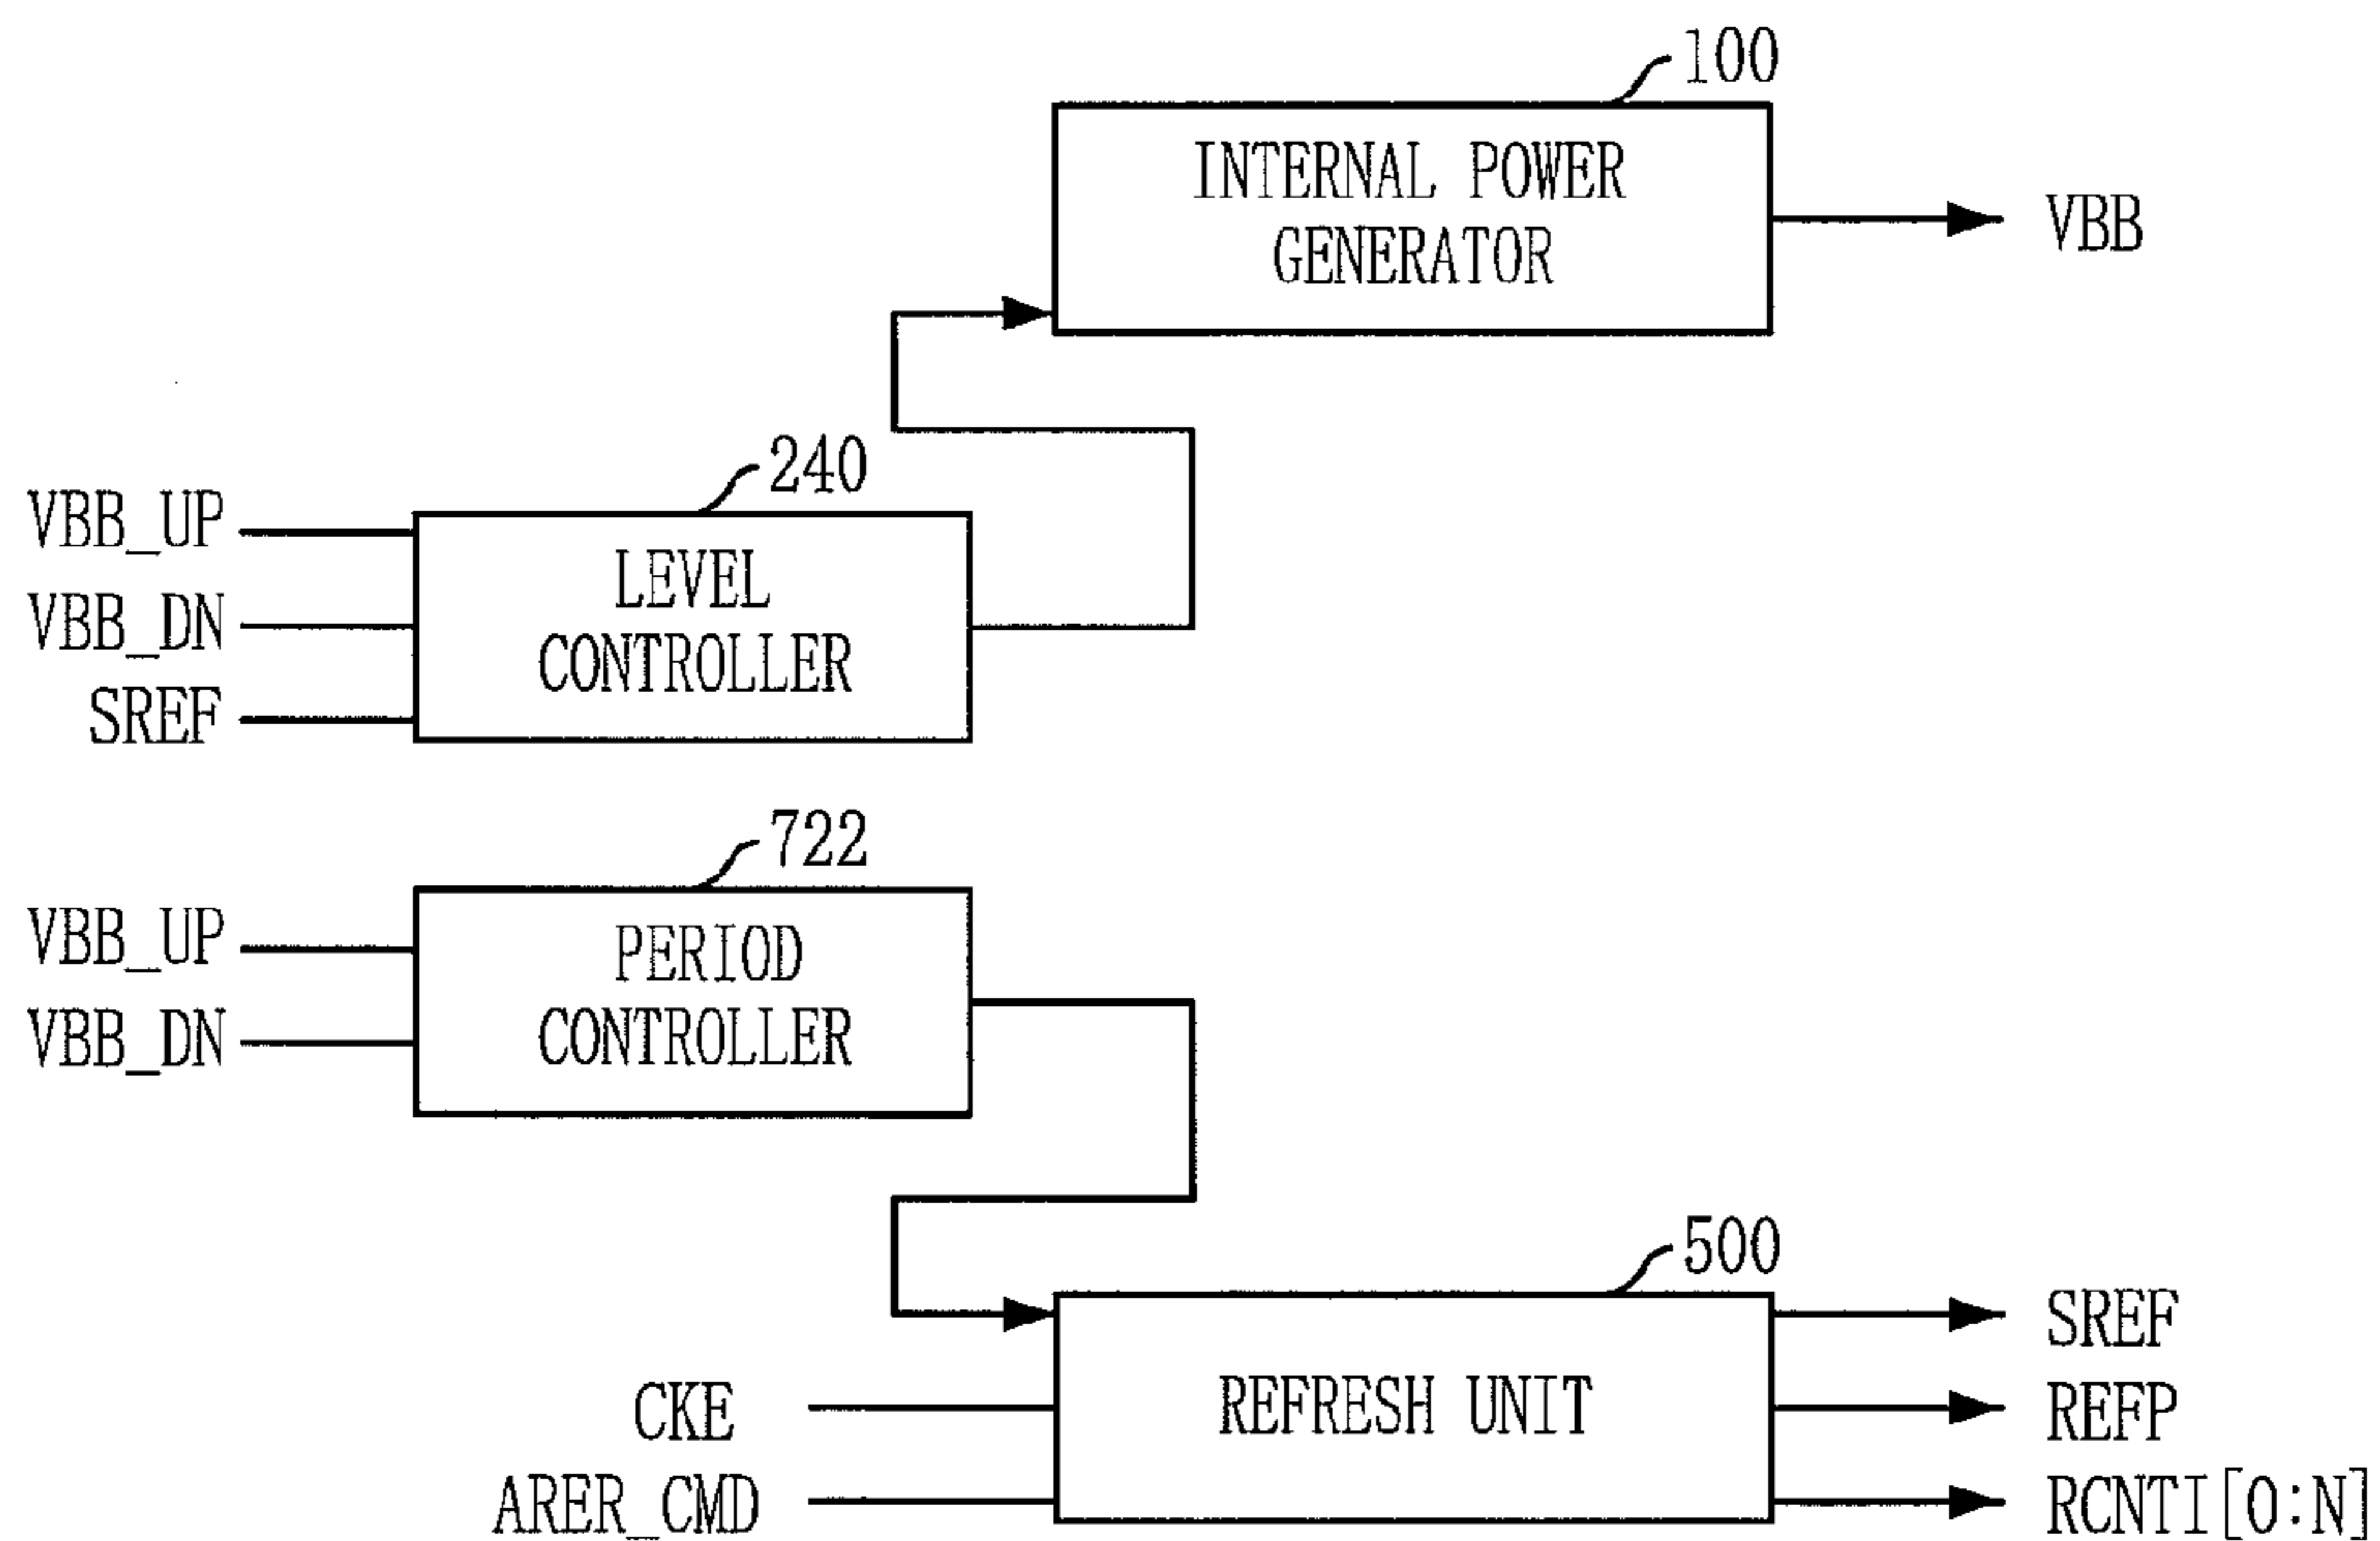 100
INTERNAL POWER
GENERATOR
VBB
240
VBB_UP
VBB_DN
SREF
LEVEL
CONTROLLER
722
VBB_UP
VBB_DN
PERIOD
CONTROLLER
500
CKE
ARER_CMD
REFRESH UNIT
SREF
REFP
RCNTI[0:N]